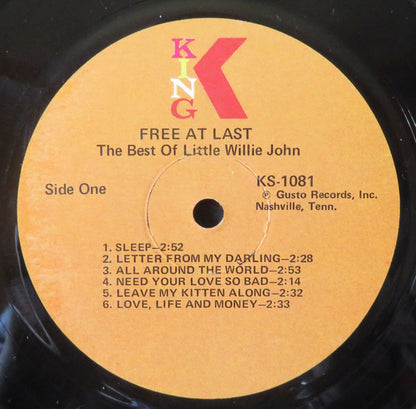 KING
K
FREE AT LAST
The Best Of Little Willie John
Side One
KS-1081
℗ Gusto Records, Inc.
Nashville, Tenn.
1. SLEEP—2:52
2. LETTER FROM MY DARLING—2:28
3. ALL AROUND THE WORLD—2:53
4. NEED YOUR LOVE SO BAD—2:14
5. LEAVE MY KITTEN ALONG—2:32
6. LOVE, LIFE AND MONEY—2:33